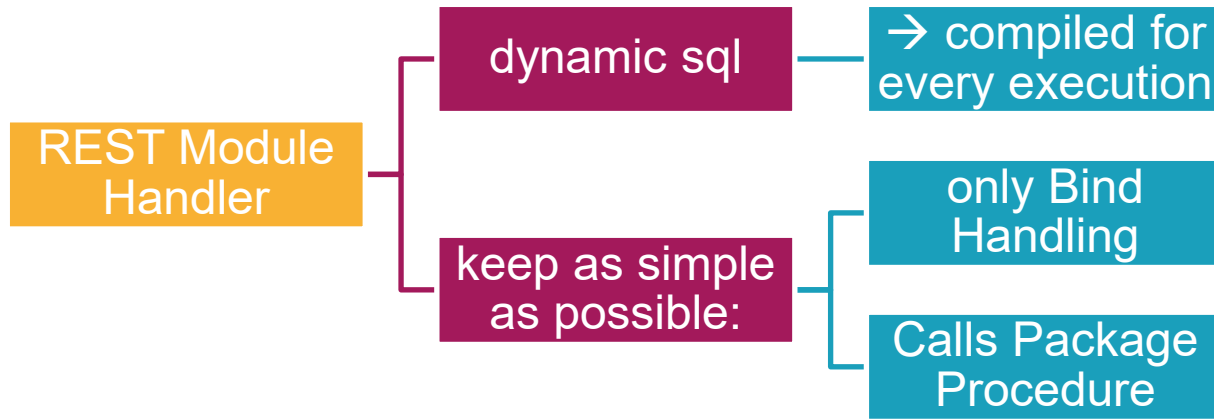 REST Module
Handler
dynamic sql
→ compiled for
every execution
keep as simple
as possible:
only Bind
Handling
Calls Package
Procedure